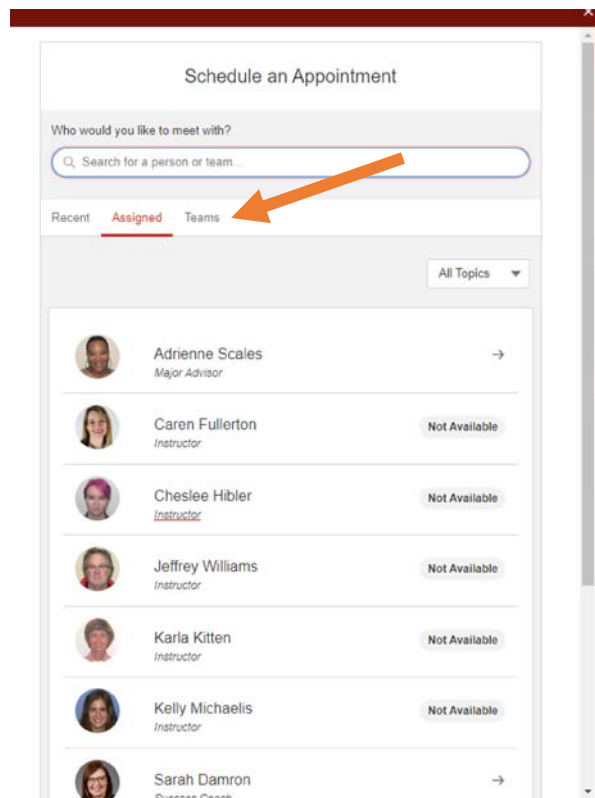 Schedule an Appointment
Who would you like to meet with?
Search for a person or team...
Recent Assigned Teams
All Topics
Adrienne Scales
Major Advisor
Caren Fullerton
Not Available
Instructor
Cheslee Hibler
Not Available
Instructor
Jeffrey Williams
Not Available
Instructor
Karla Kitten
Not Available
Instructor
Kelly Michaelis
Not Available
Instructor
Sarah Damron
Success Coach